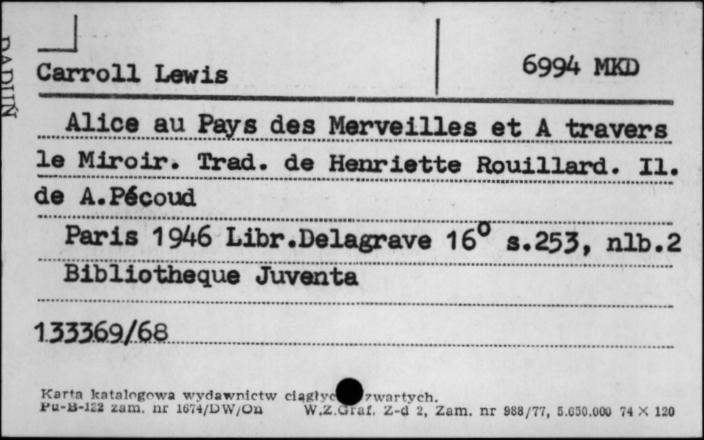 Carroll Lewis
6994 MKD
Alice au Pays des Merveilles et A travers
le Miroir. Trad. de Henriette Rouillard. Il.
de A.Pécoud
Paris 1946 Libr.Delagrave 16° s.253, nlb.2
Bibliotheque Juventa
133369/68
Karta katalogowa wydawnictw zwartych.
Pu-B-122 zam. nr 1674/DW/On W.Z.Graf. Z-d 2, Zam. nr 988/77, 5.650.000 74 × 120